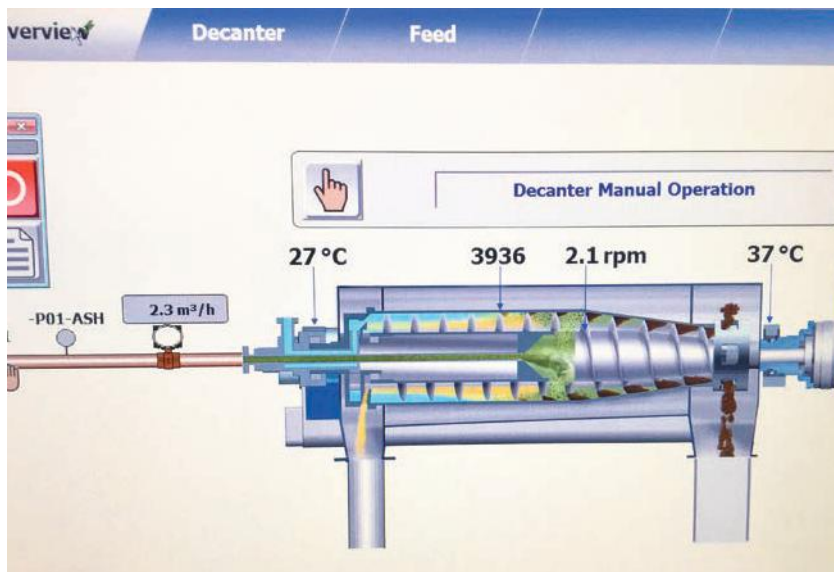 verview
Decanter
Feed
Decanter Manual Operation
27 °C
3936
2.1 rpm
37 °C
-P01-ASH
2.3 m³/h